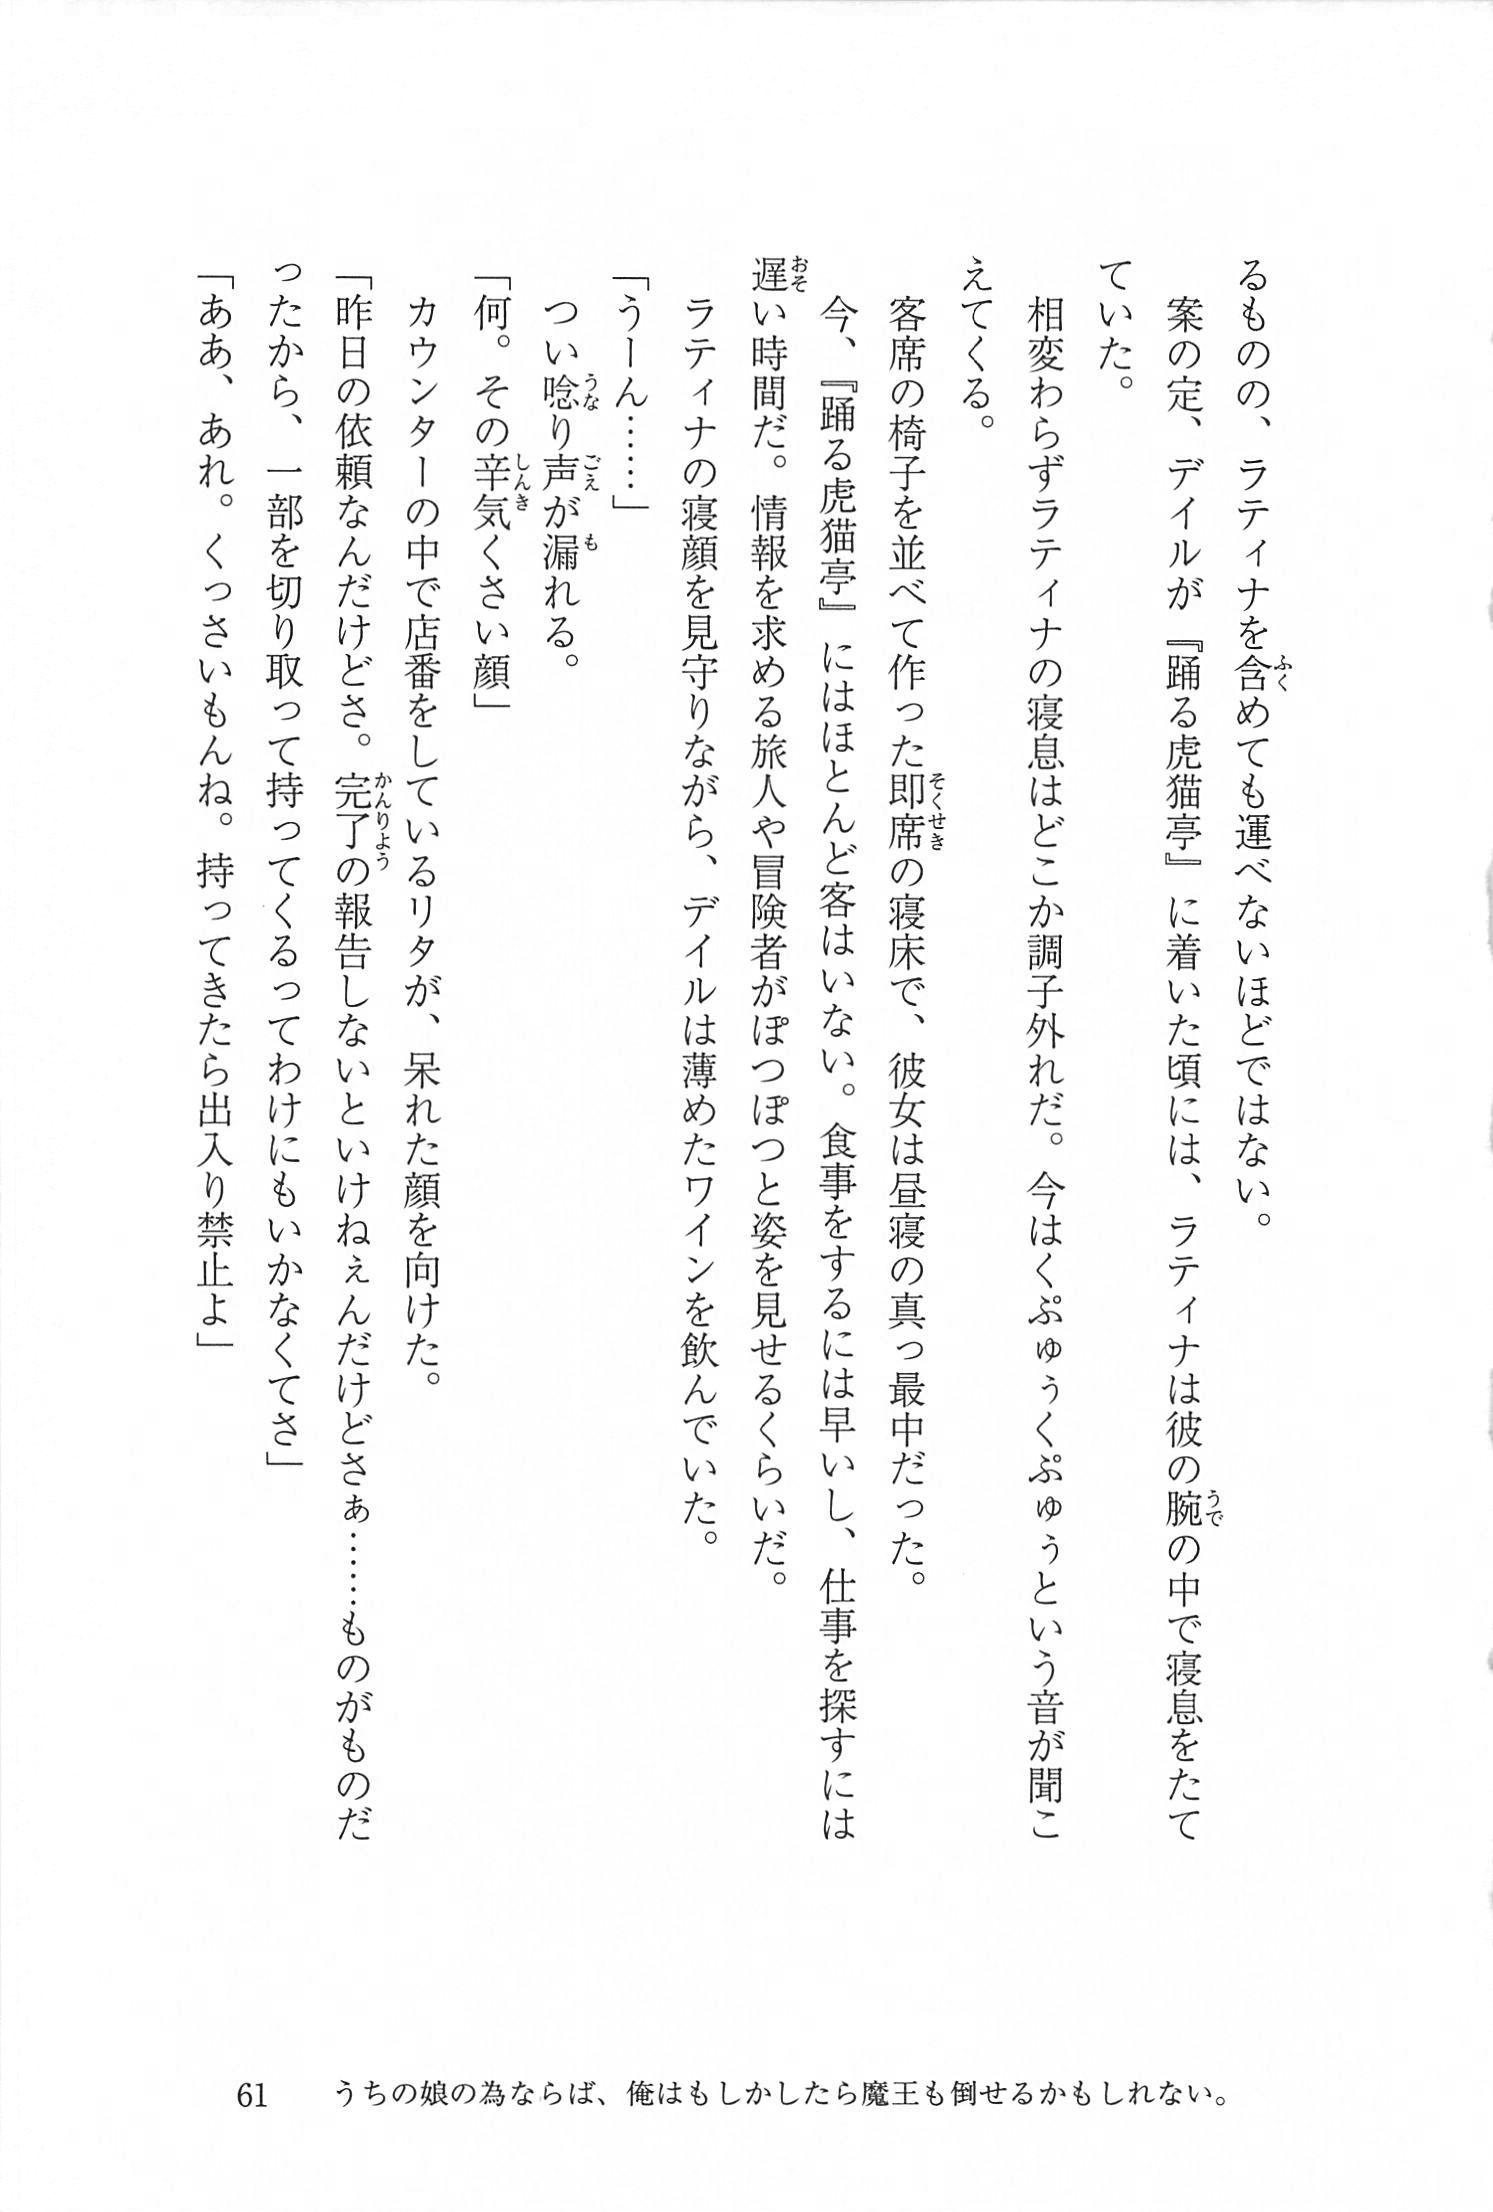 るものの、ラティナを含めても運べないほどではない。
　案の定、デイルが『踊る虎猫亭』に着いた頃には、ラティナは彼の腕の中で寝息をたて
ていた。
　相変わらずラティナの寝息はどこか調子外れだ。今はくぷゅぅくぷゅぅという音が聞こ
えてくる。
　客席の椅子を並べて作った即席の寝床で、彼女は昼寝の真っ最中だった。
　今、『踊る虎猫亭』にはほとんど客はいない。食事をするには早いし、仕事を探すには
遅い時間だ。情報を求める旅人や冒険者がぽつぽつと姿を見せるくらいだ。
　ラティナの寝顔を見守りながら、デイルは薄めたワインを飲んでいた。
「うーん……」
　つい唸り声が漏れる。
「何。その辛気くさい顔」
　カウンターの中で店番をしているリタが、呆れた顔を向けた。
「昨日の依頼なんだけどさ。完了の報告しないといけねぇんだけどさぁ……ものがものだ
ったから、一部を切り取って持ってくるってわけにもいかなくてさ」
「ああ、あれ。くっさいもんね。持ってきたら出入り禁止よ」
61　うちの娘の為ならば、俺はもしかしたら魔王も倒せるかもしれない。